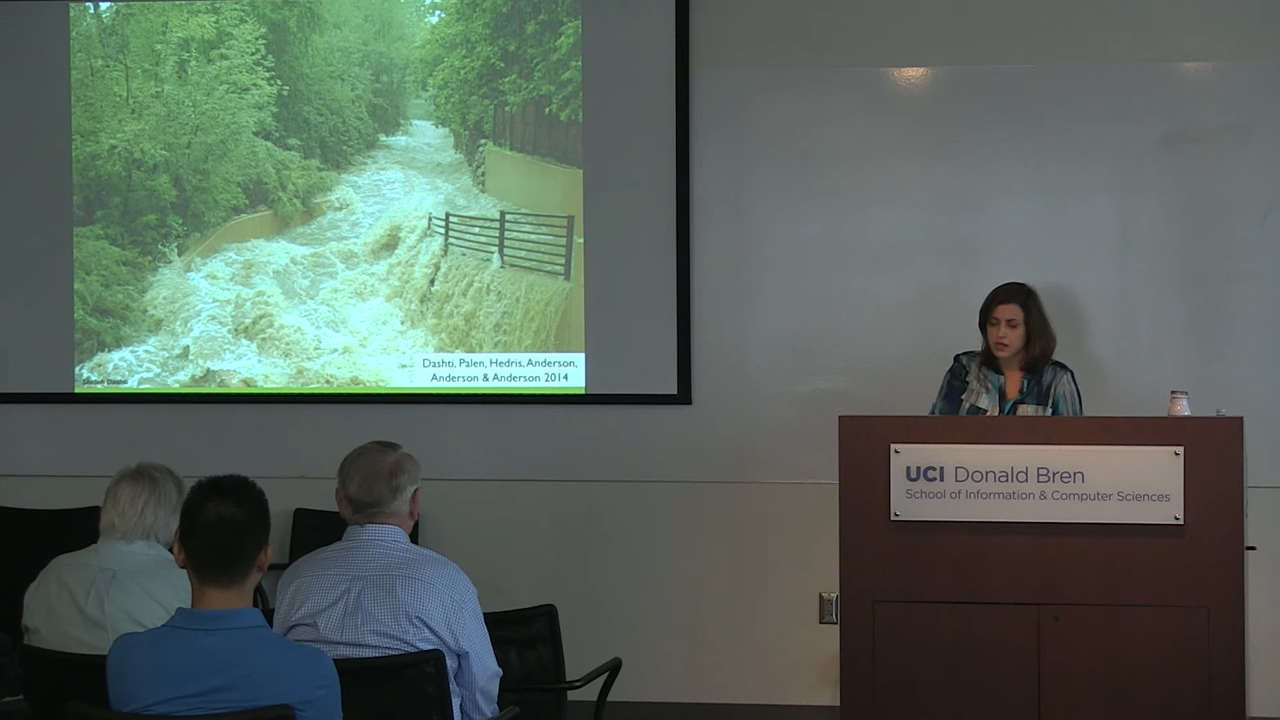 Dashti, Palen, Hedris, Anderson,
Anderson & Anderson 2014
UCI Donald Bren
School of Information & Computer Sciences